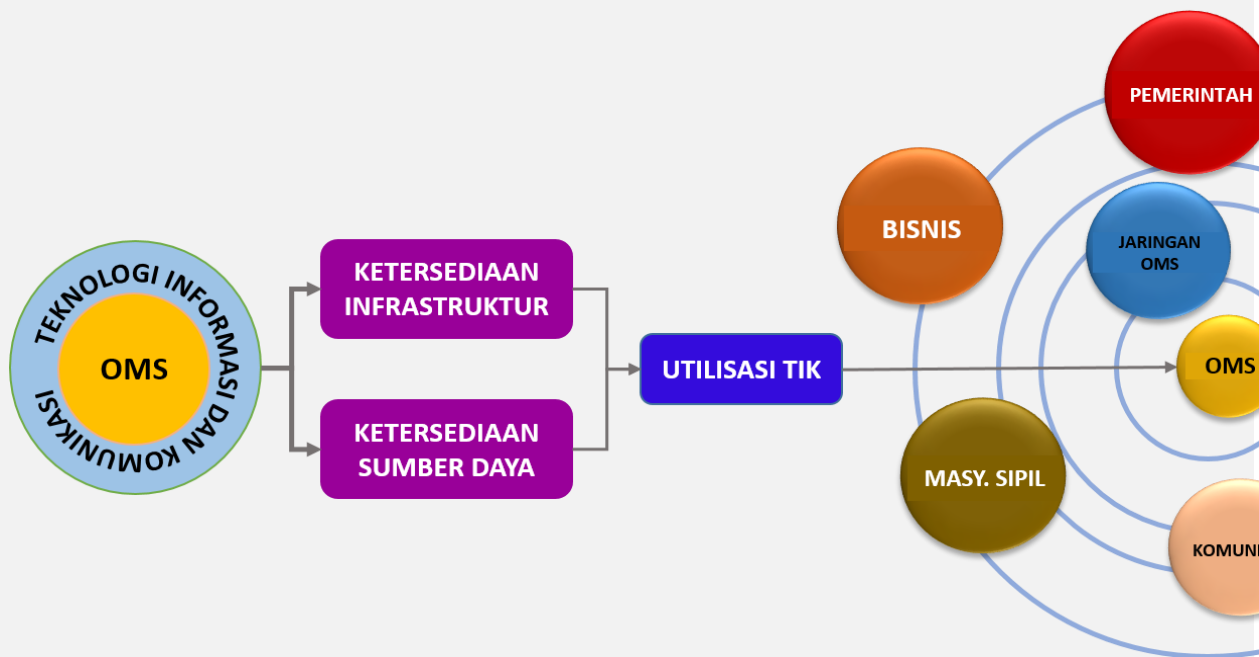 TEKNOLOGI INFORMASI DAN KOMUNIKASI
OMS
KETERSEDIAAN
INFRASTRUKTUR
KETERSEDIAAN
SUMBER DAYA
UTILISASI TIK
PEMERINTAH
BISNIS
JARINGAN
OMS
OMS
MASY. SIPIL